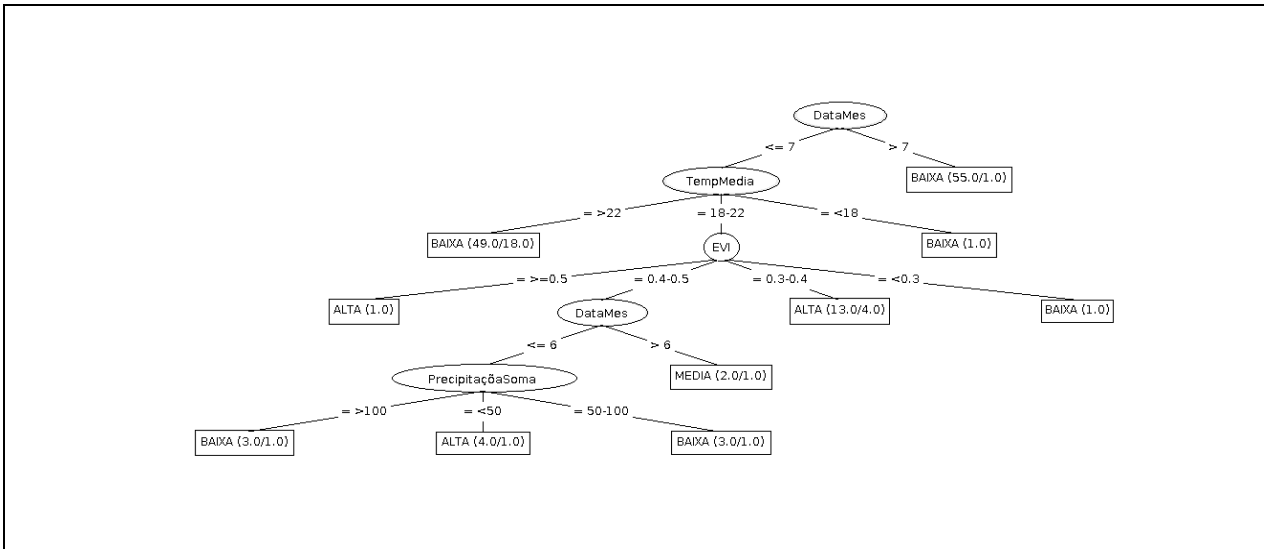 DataMes
<= 7
> 7
TempMedia
BAIXA (55.0/1.0)
= >22
= 18-22
= <18
BAIXA (49.0/18.0)
EVI
BAIXA (1.0)
= >=0.5
= 0.4-0.5
= 0.3-0.4
= <0.3
ALTA (1.0)
DataMes
ALTA (13.0/4.0)
BAIXA (1.0)
<= 6
> 6
PrecipitaçõaSoma
MEDIA (2.0/1.0)
= >100
= <50
= 50-100
BAIXA (3.0/1.0)
ALTA (4.0/1.0)
BAIXA (3.0/1.0)